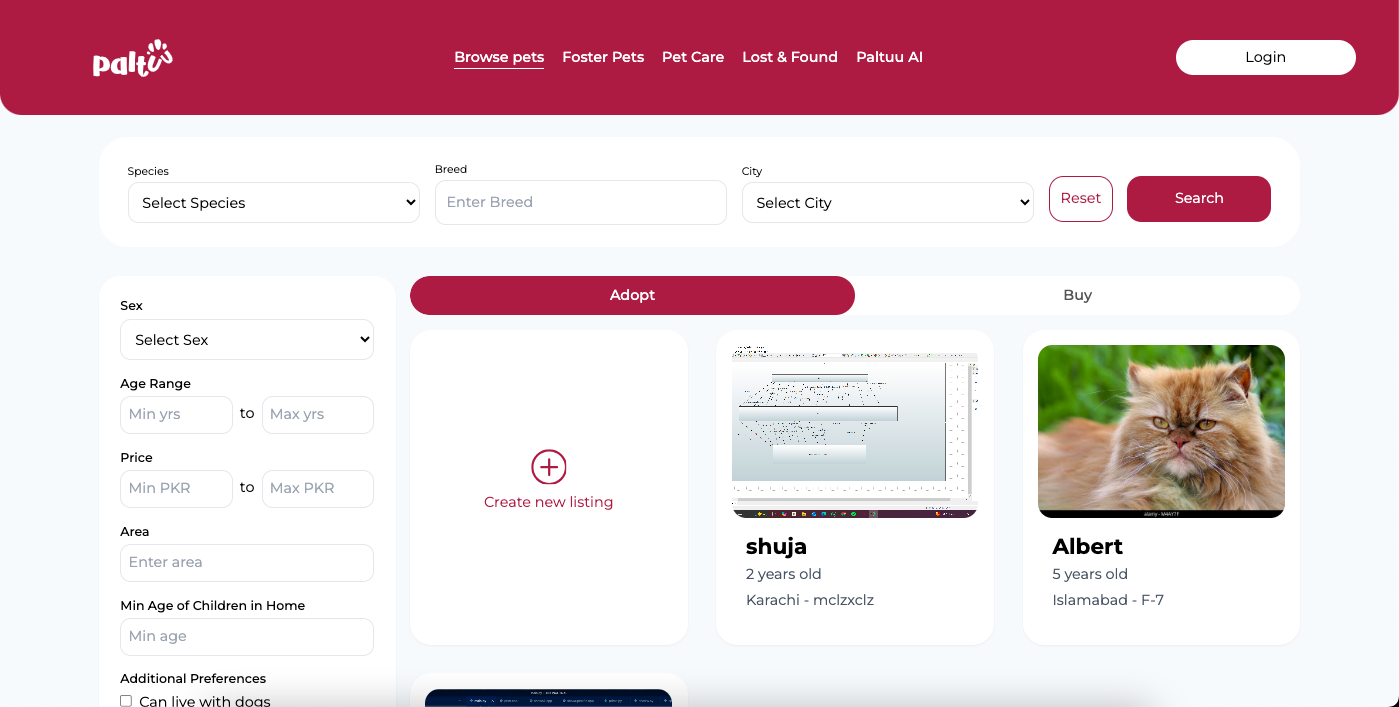 paltuu
Browse pets
Foster Pets
Pet Care
Lost & Found
Paltuu AI
Login
Species
Select Species
Breed
Enter Breed
City
Select City
Reset
Search
Sex
Select Sex
Age Range
Min yrs to Max yrs
Price
Min PKR to Max PKR
Area
Enter area
Min Age of Children in Home
Min age
Additional Preferences
Can live with dogs
Adopt
Buy
Create new listing
shuja
2 years old
Karachi - mclzxclz
Albert
5 years old
Islamabad - F-7